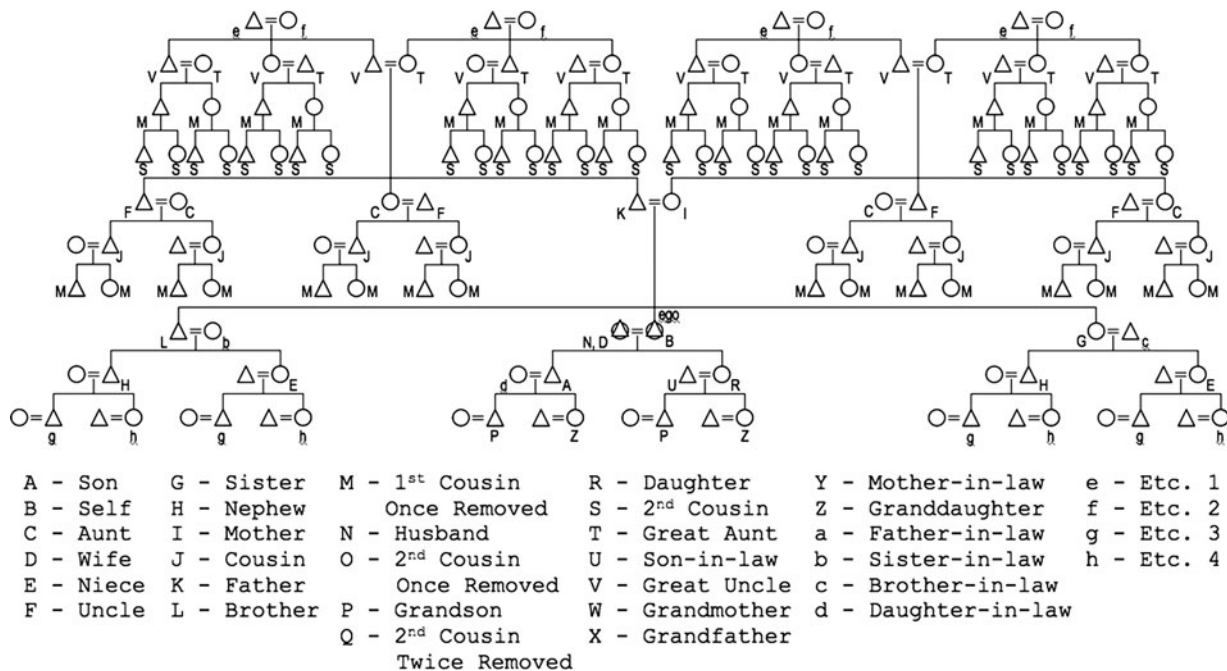 e f e f e f e f
V T V T V T V T V T V T V T V T V T V T
M M M M M M M M M M M M M M M M
S S S S S S S S S S S S S S S S
F C C F K I C F F C
J J J J J J J J
M M M M M M M M M M M M M M M M
ego
L b N, D B G c
H E d A U R H E
g h g h P Z P Z g h g h
A - Son
B - Self
C - Aunt
D - Wife
E - Niece
F - Uncle
G - Sister
H - Nephew
I - Mother
J - Cousin
K - Father
L - Brother
M - 1st Cousin
Once Removed
N - Husband
O - 2nd Cousin
Once Removed
P - Grandson
Q - 2nd Cousin
Twice Removed
R - Daughter
S - 2nd Cousin
T - Great Aunt
U - Son-in-law
V - Great Uncle
W - Grandmother
X - Grandfather
Y - Mother-in-law
Z - Granddaughter
a - Father-in-law
b - Sister-in-law
c - Brother-in-law
d - Daughter-in-law
e - Etc. 1
f - Etc. 2
g - Etc. 3
h - Etc. 4